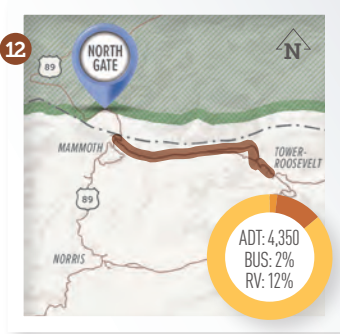 12
89
NORTH
GATE
N
MAMMOTH
TOWER-
ROOSEVELT
89
NORRIS
ADT: 4,350
BUS: 2%
RV: 12%